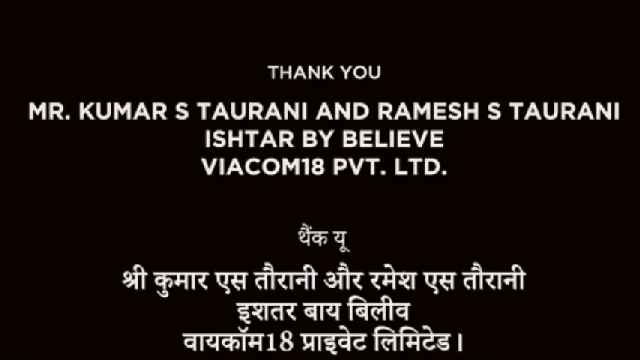 THANK YOU
MR. KUMAR S TAURANI AND RAMESH S TAURANI
ISHTAR BY BELIEVE
VIACOM18 PVT. LTD.
थैंक यू
श्री कुमार एस तौरानी और रमेश एस तौरानी
इशतर बाय बिलीव
वायकॉम18 प्राइवेट लिमिटेड।